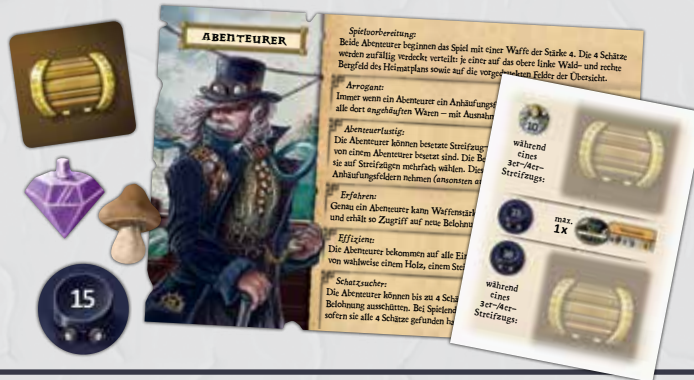 ABENTEURER
Spielvorbereitung:
Beide Abenteurer beginnen das Spiel mit einer Waffe der Stärke 4. Die 4 Schätze
werden zufällig verdeckt verteilt: je einer auf das obere linke Wald- und rechte
Bergfeld des Heimatplans sowie auf die vorgedruckten Felder der Übersicht.
Arrogant:
Immer wenn ein Abenteurer ein Anhäufungsf
alle dort angehäuften Waren – mit Ausnahm
Abenteuerlustig:
Die Abenteurer können besetzte Streifzug
von einem Abenteurer besetzt sind. Die Be
sie auf Streifzügen mehrfach wählen. Dies
Anhäufungsfeldern nehmen (ansonsten a
Erfahren:
Genau ein Abenteurer kann Waffenstärk
und erhält so Zugriff auf neue Belohnu
Effizient:
Die Abenteurer bekommen auf alle Ein
von wahlweise einem Holz, einem Stei
Schatzsucher:
Die Abenteurer können bis zu 4 Schä
Belohnung ausschütten. Bei Spielend
sofern sie alle 4 Schätze gefunden ha
10
während
eines
3er-/4er-
Streifzugs:
max.
1x
während
eines
3er-/4er-
Streifzugs:
15